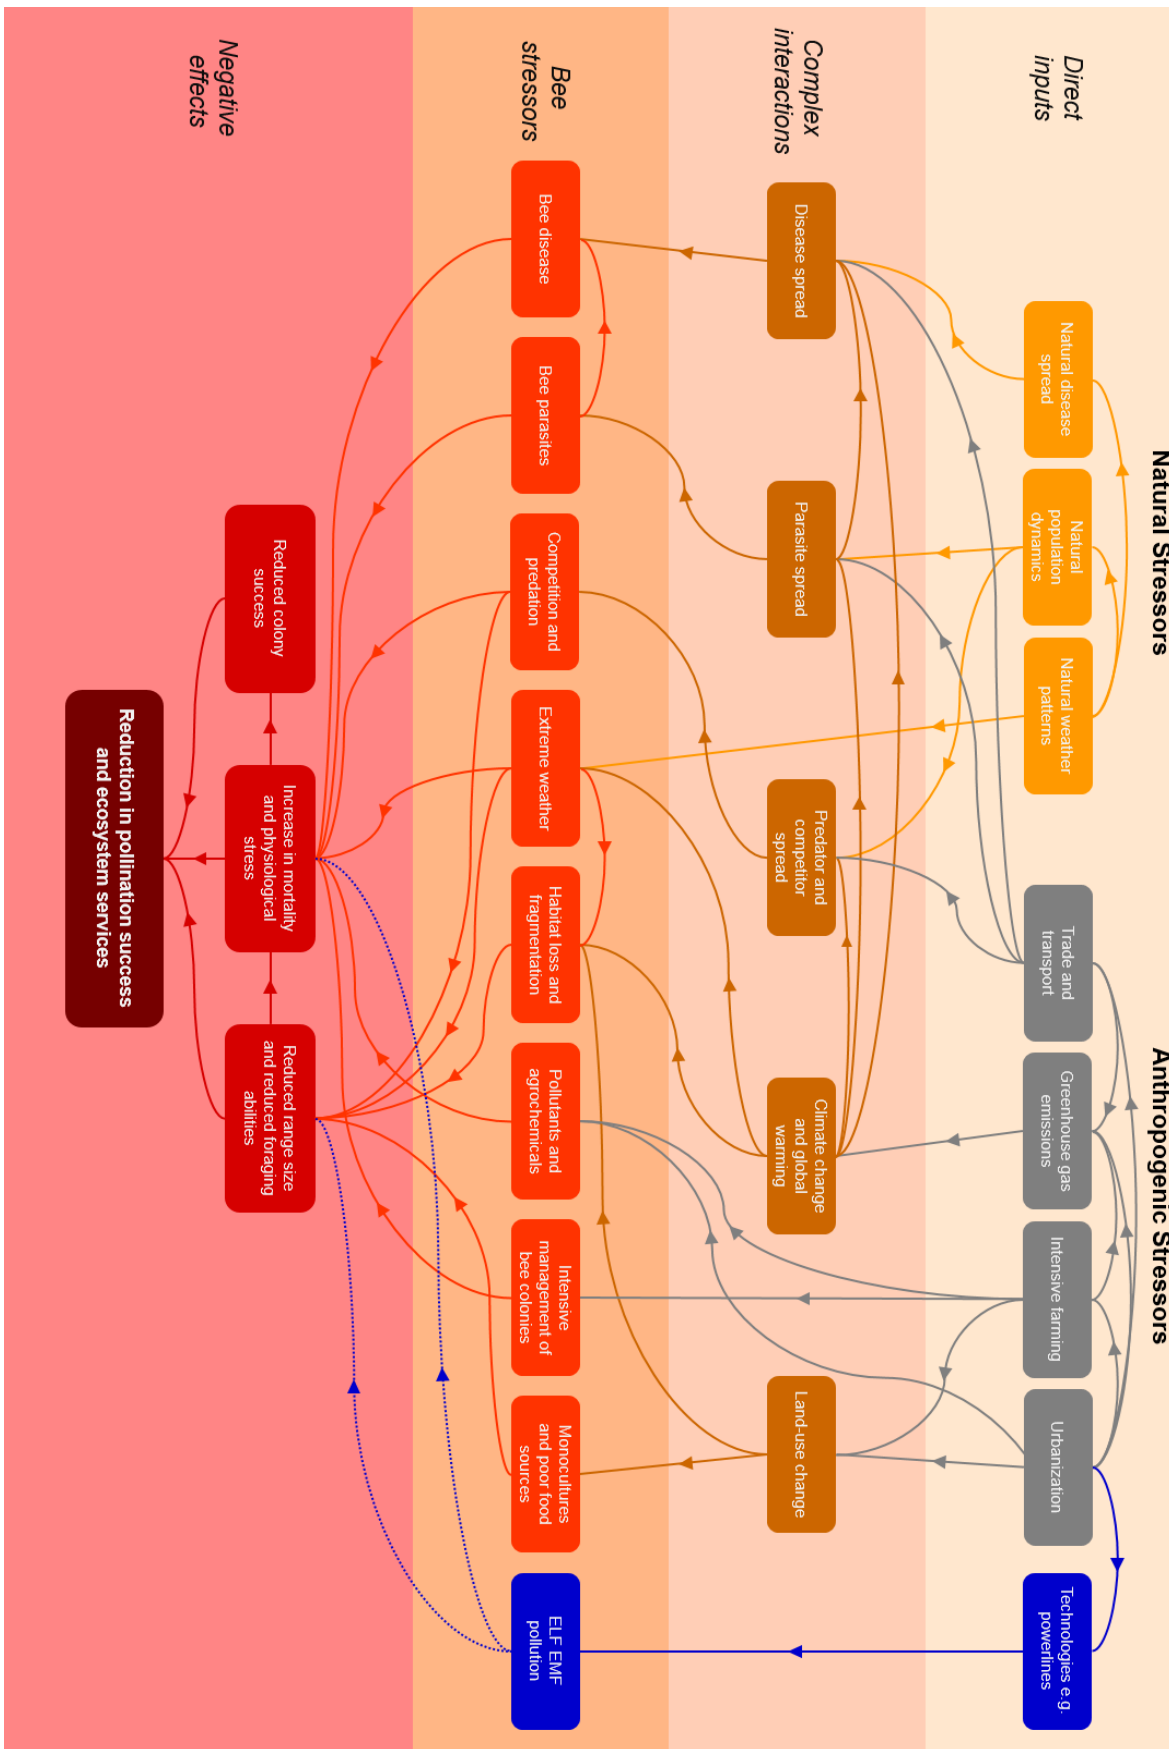 Natural Stressors
Anthropogenic Stressors
Direct
inputs
Natural disease
spread
Natural
population
dynamics
Natural weather
patterns
Trade and
transport
Greenhouse gas
emissions
Intensive farming
Urbanization
Technologies e.g.
powerlines
Complex
interactions
Disease spread
Parasite spread
Predator and
competitor
spread
Climate change
and global
warming
Land-use change
Bee
stressors
Bee disease
Bee parasites
Competition and
predation
Extreme weather
Habitat loss and
fragmentation
Pollutants and
agrochemicals
Intensive
management of
bee colonies
Monocultures
and poor food
sources
ELF EMF
pollution
Negative
effects
Reduced colony
success
Increase in mortality
and physiological
stress
Reduced range size
and reduced foraging
abilities
Reduction in pollination success
and ecosystem services